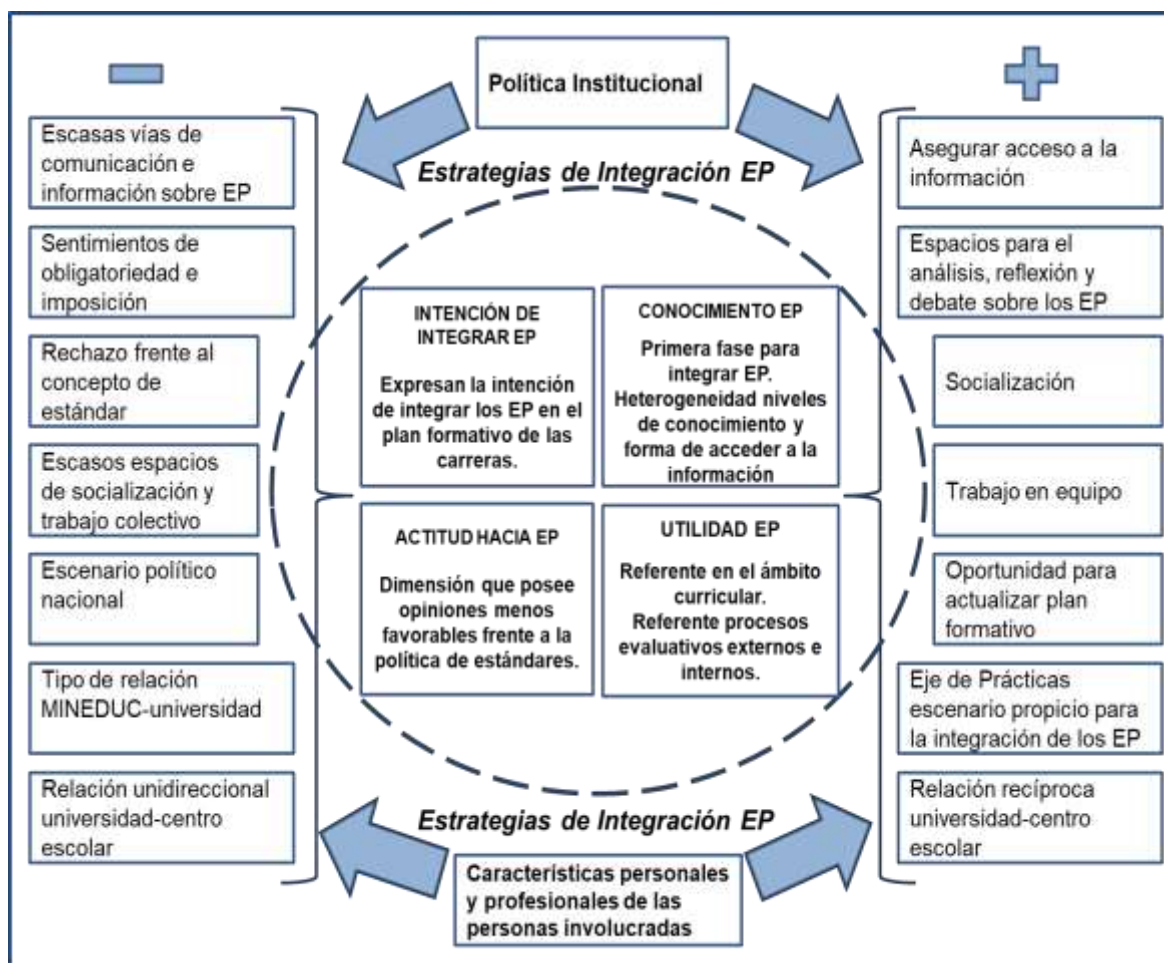 Política Institucional
Estrategias de Integración EP
Escasas vías de
comunicación e
información sobre EP
Sentimientos de
obligatoriedad e
imposición
Rechazo frente al
concepto de
estándar
Escasos espacios
de socialización y
trabajo colectivo
Escenario político
nacional
Tipo de relación
MINEDUC-universidad
Relación unidireccional
universidad-centro
escolar
INTENCIÓN DE
INTEGRAR EP
Expresan la intención
de integrar los EP en el
plan formativo de las
carreras.
CONOCIMIENTO EP
Primera fase para
integrar EP.
Heterogeneidad niveles
de conocimiento y
forma de acceder a la
información
ACTITUD HACIA EP
Dimensión que posee
opiniones menos
favorables frente a la
política de estándares.
UTILIDAD EP
Referente en el ámbito
curricular.
Referente procesos
evaluativos externos e
internos.
Asegurar acceso a la
información
Espacios para el
análisis, reflexión y
debate sobre los EP
Socialización
Trabajo en equipo
Oportunidad para
actualizar plan
formativo
Eje de Prácticas
escenario propicio para
la integración de los EP
Relación recíproca
universidad-centro
escolar
Estrategias de Integración EP
Características personales
y profesionales de las
personas involucradas